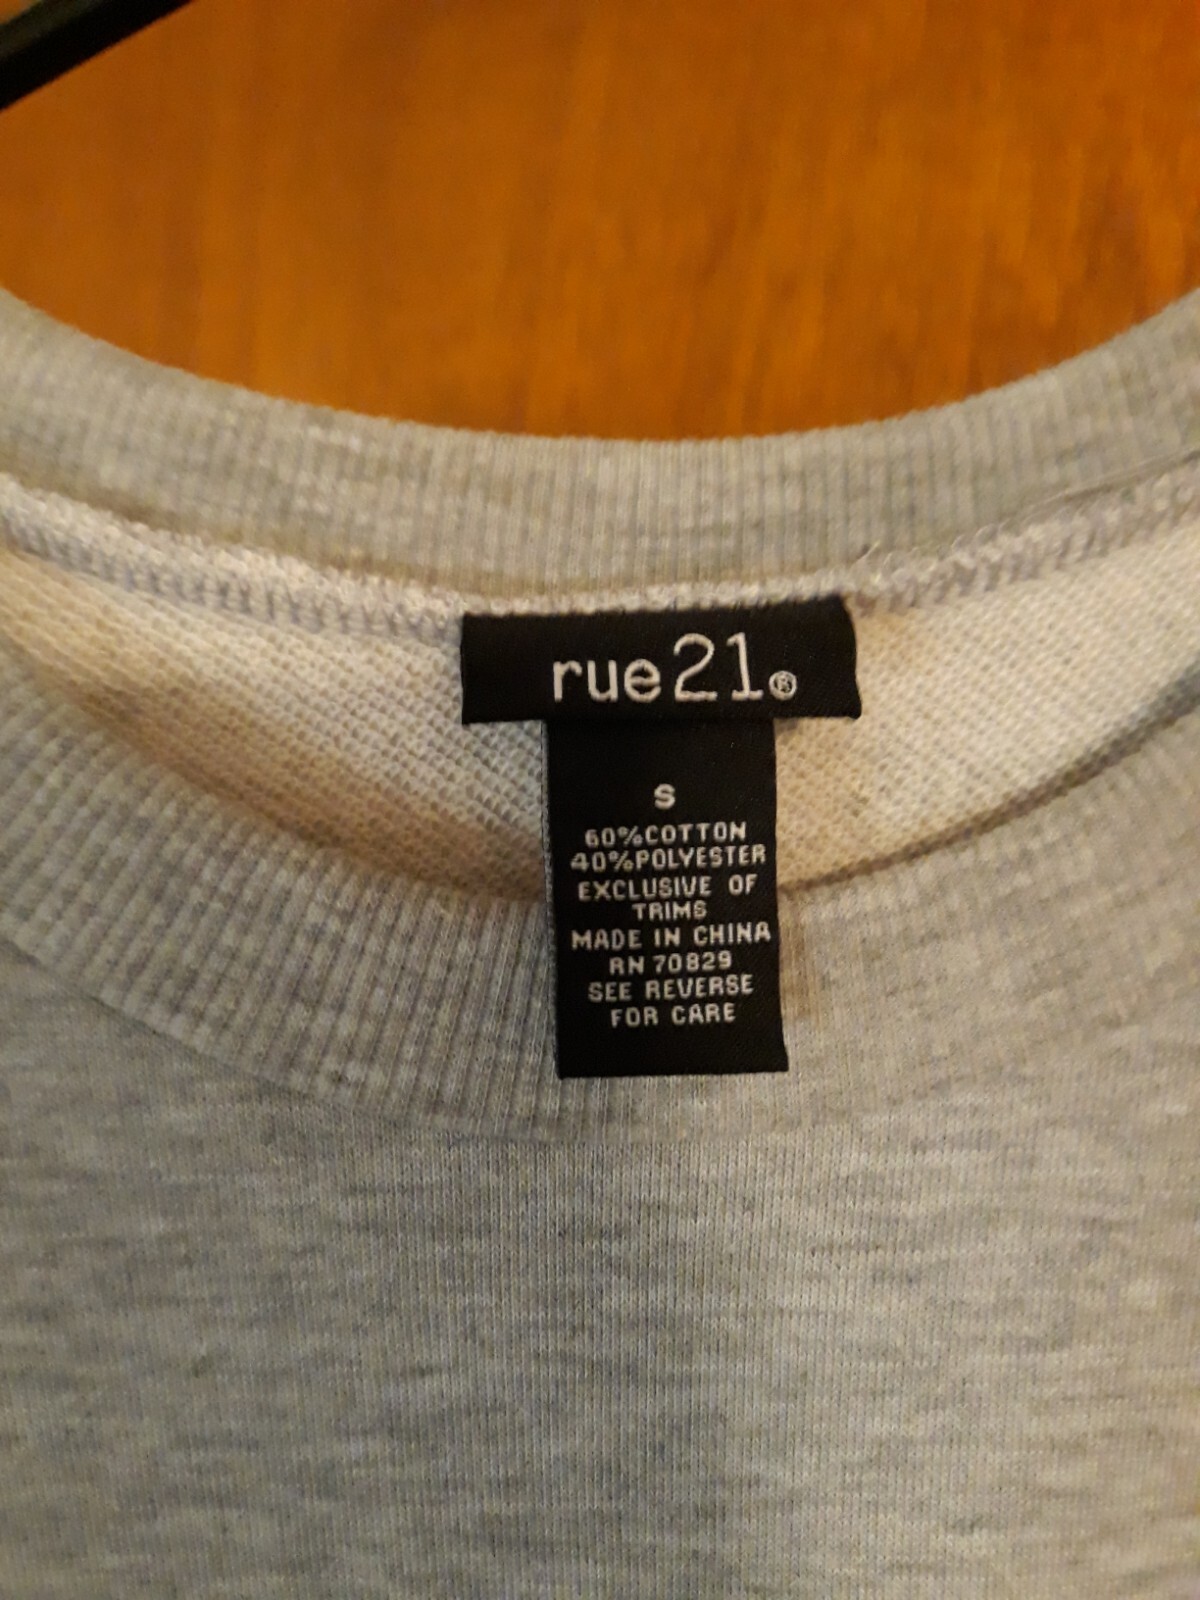 rue21®
S
60%COTTON
40%POLYESTER
EXCLUSIVE OF
TRIMS
MADE IN CHINA
RN 70829
SEE REVERSE
FOR CARE